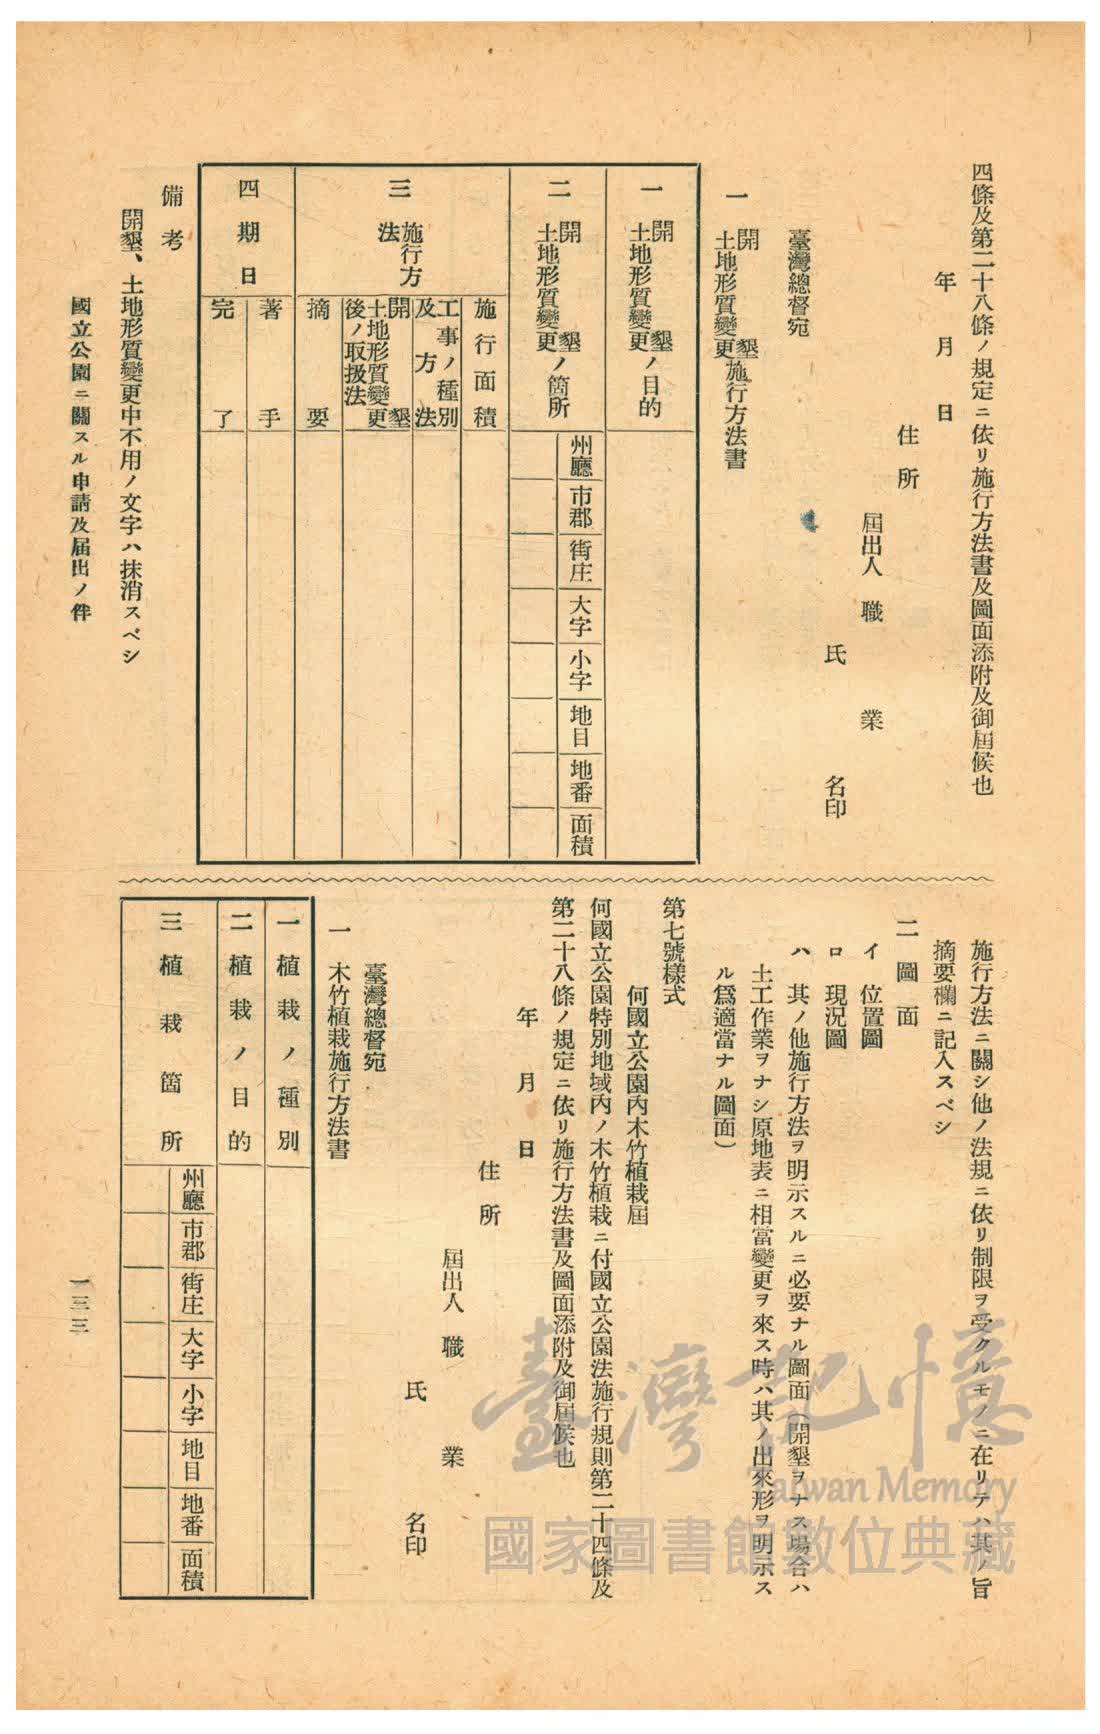 四條及第二十八條ノ規定ニ依リ施行方法書及圖面添附及御屆候也
年　月　日
住所
屆出人　職業
氏名印
臺灣總督宛
一　開墾土地形質變更施行方法書
一　開墾土地形質變更ノ目的
二　開墾土地形質變更ノ箇所
州廳
市郡
街庄
大字
小字
地目
地番
面積
三　施行方法
施行面積
工事ノ種別及方法
開墾土地形質變更後ノ取扱法
摘要
四　期日
著手
完了
備考
開墾、土地形質變更中不用ノ文字ハ抹消スベシ
國立公園ニ關スル申請及屆出ノ件
施行方法ニ關シ他ノ法規ニ依リ制限ヲ受クルモノニ在リテハ其ノ旨
摘要欄ニ記入スベシ
二　圖面
イ　位置圖
ロ　現況圖
ハ　其ノ他施行方法ヲ明示スルニ必要ナル圖面（開墾ヲナス場合ハ
土工作業ヲナシ原地表ニ相當變更ヲ來ス時ハ其ノ出來形ヲ明示ス
ル爲適當ナル圖面）
第七號樣式
何國立公園內木竹植栽屆
何國立公園特別地域內ノ木竹植栽ニ付國立公園法施行規則第二十四條及
第二十八條ノ規定ニ依リ施行方法書及圖面添附及御屆候也
年　月　日
住所
屆出人　職業
氏名印
臺灣總督宛
一　木竹植栽施行方法書
一　植栽ノ種別
二　植栽ノ目的
三　植栽箇所
州廳
市郡
街庄
大字
小字
地目
地番
面積
一三三
臺灣記憶
Taiwan Memory
國家圖書館數位典藏